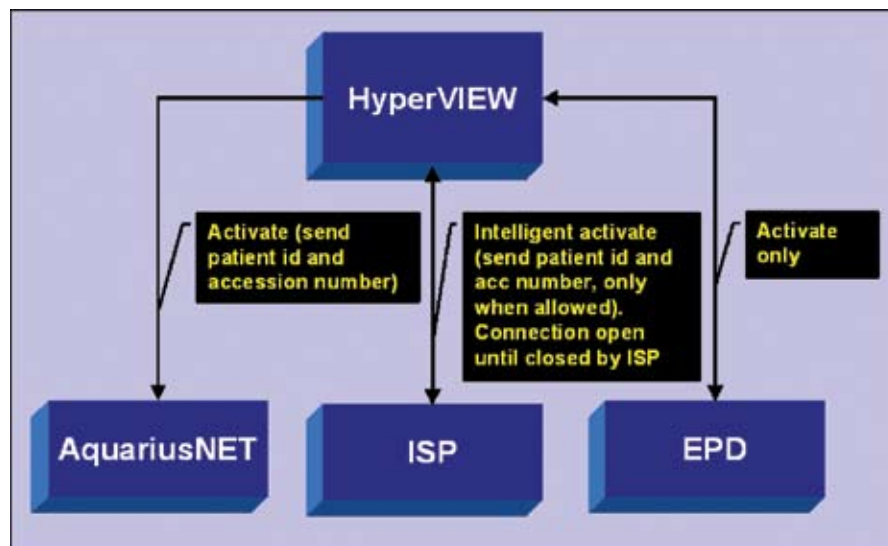 HyperVIEW
Activate (send
patient id and
accession number)
Intelligent activate
(send patient id and
acc number, only
when allowed).
Connection open
until closed by ISP
Activate
only
AquariusNET
ISP
EPD